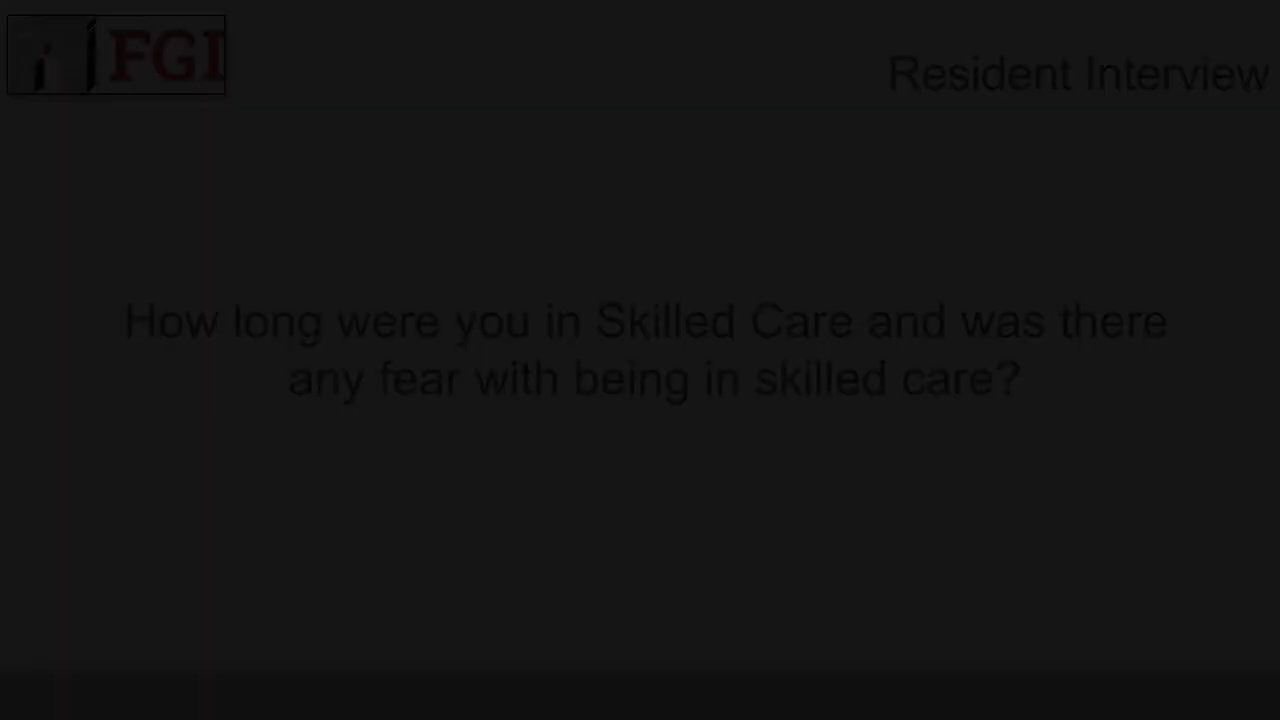 FGI
Resident Interview
How long were you in Skilled Care and was there
any fear with being in skilled care?